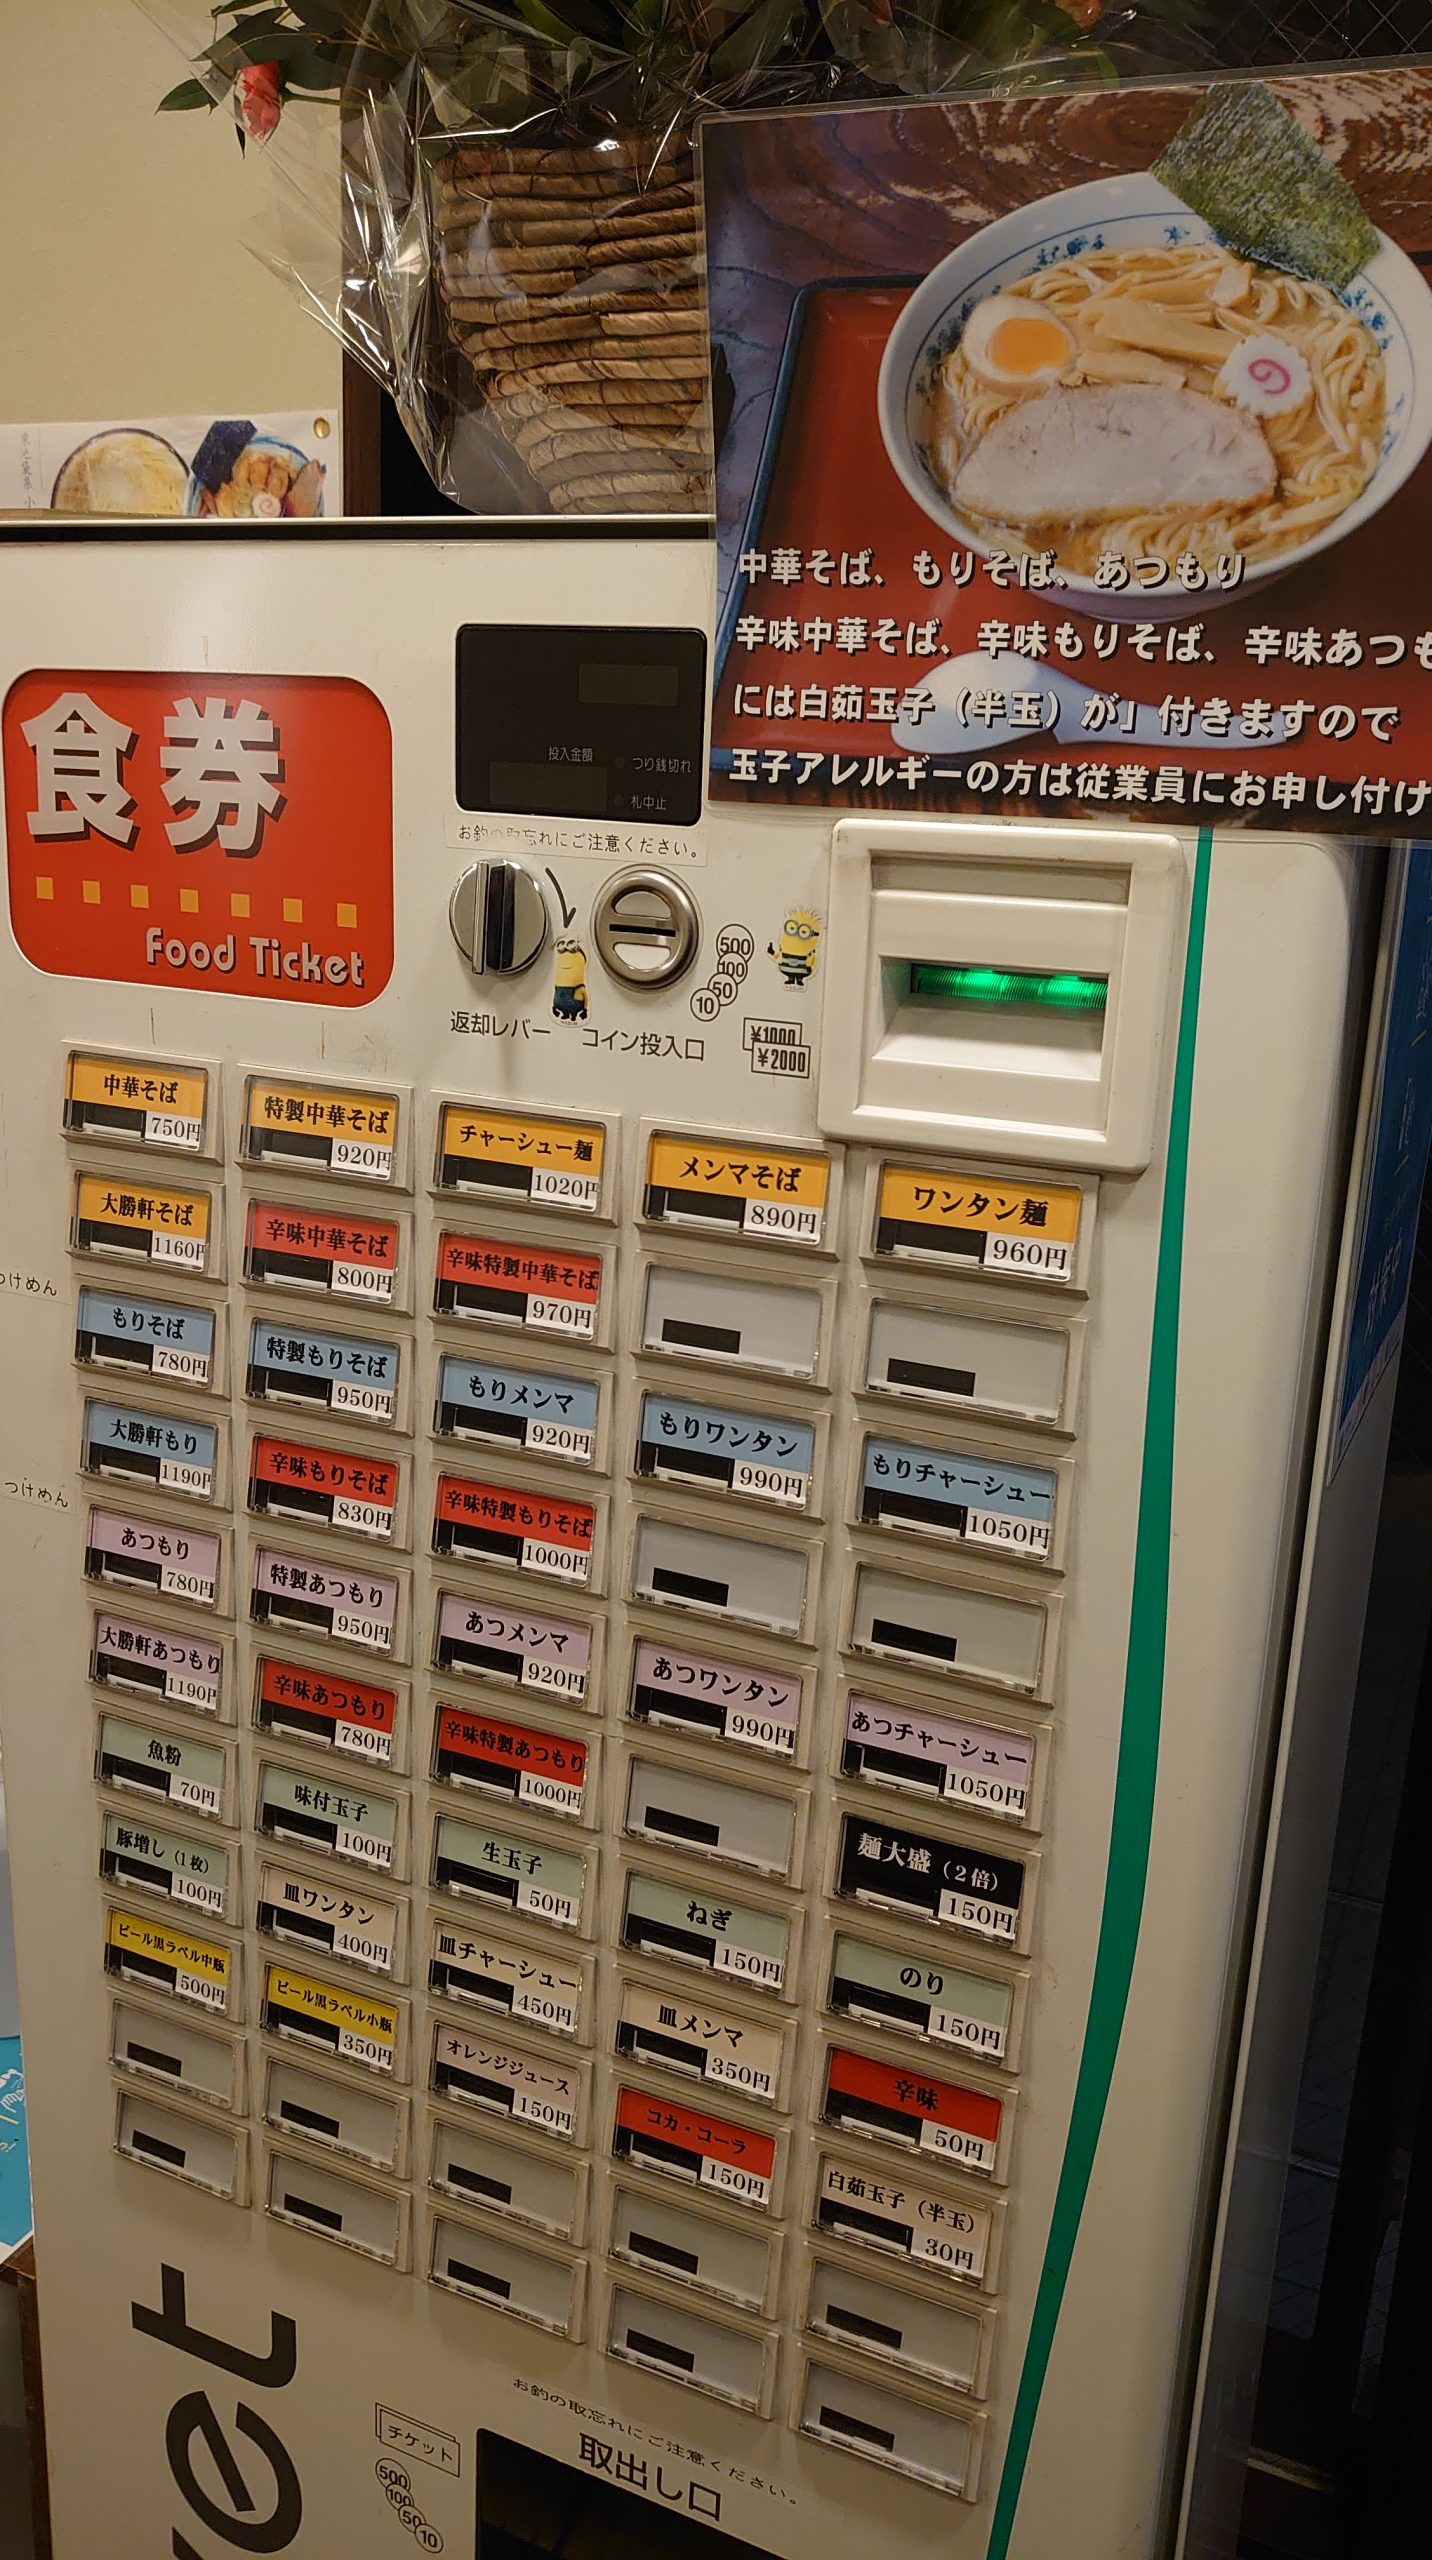 中華そば、もりそば、あつもり
辛味中華そば、辛味もりそば、辛味あつも
には白茹玉子（半玉）が」付きますので
玉子アレルギーの方は従業員にお申し付け
食券
Food Ticket
投入金額
つり銭切れ
札中止
お釣の取忘れにご注意ください。
返却レバー
コイン投入口
500
100
50
10
¥1000
¥2000
中華そば 750円
特製中華そば 920円
チャーシュー麺 1020円
メンマそば 890円
ワンタン麺 960円
大勝軒そば 1160円
辛味中華そば 800円
辛味特製中華そば 970円
つけめん
もりそば 780円
特製もりそば 950円
もりメンマ 920円
もりワンタン 990円
もりチャーシュー 1050円
大勝軒もり 1190円
辛味もりそば 830円
辛味特製もりそば 1000円
つけめん
あつもり 780円
特製あつもり 950円
あつメンマ 920円
あつワンタン 990円
あつチャーシュー 1050円
大勝軒あつもり 1190円
辛味あつもり 780円
辛味特製あつもり 1000円
麺大盛（2倍） 150円
魚粉 70円
味付玉子 100円
生玉子 50円
ねぎ 150円
のり 150円
豚増し（1枚） 100円
皿ワンタン 400円
皿チャーシュー 450円
皿メンマ 350円
辛味 50円
ビール黒ラベル中瓶 500円
ビール黒ラベル小瓶 350円
オレンジジュース 150円
コカ・コーラ 150円
白茹玉子（半玉） 30円
お釣の取忘れにご注意ください。
取出し口
チケット
500
100
50
10